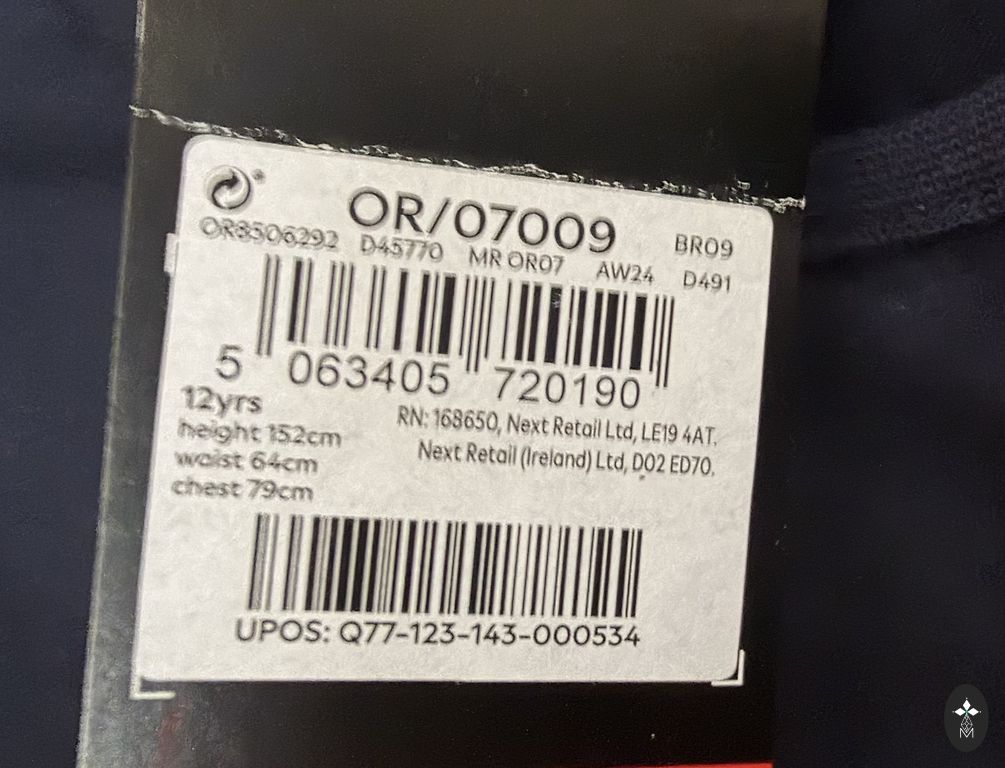 OR/07009 BR09
OR8506292 D45770 MR OR07 AW24 D491
5 063405 720190
12yrs
height 152cm
waist 64cm
chest 79cm
RN: 168650, Next Retail Ltd, LE19 4AT.
Next Retail (Ireland) Ltd, D02 ED70.
UPOS: Q77-123-143-000534
M